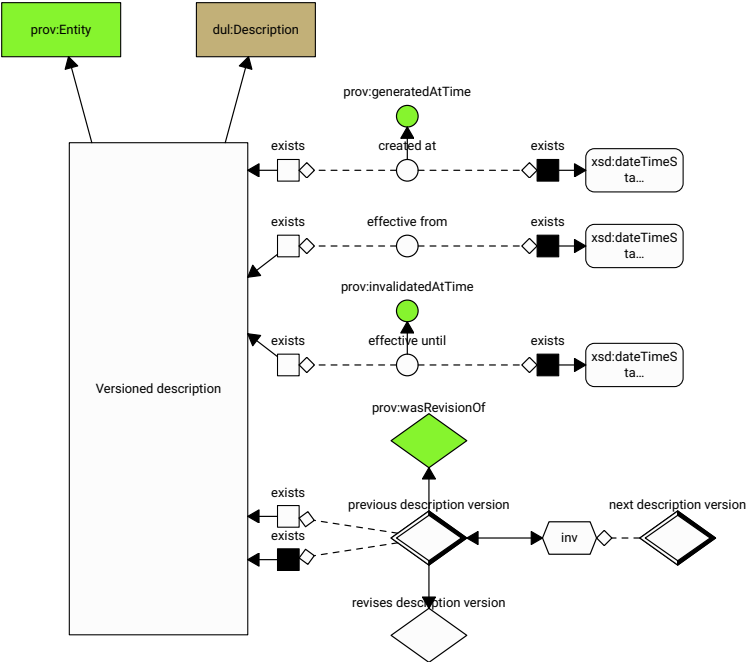 prov:Entity
dul:Description
prov:generatedAtTime
exists
created at
exists
xsd:dateTimeS
ta...
exists
effective from
exists
xsd:dateTimeS
ta...
prov:invalidatedAtTime
exists
effective until
exists
xsd:dateTimeS
ta...
Versioned description
prov:wasRevisionOf
exists
previous description version
next description version
exists
inv
revises description version